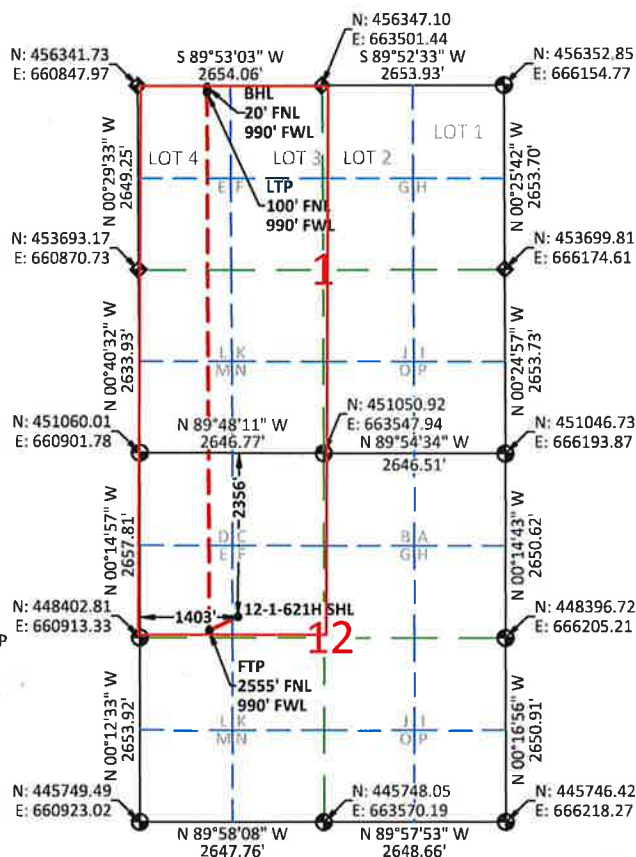 N: 456347.10
E: 663501.44
N: 456341.73
E: 660847.97
S 89°53'03" W
2654.06'
S 89°52'33" W
2653.93'
N: 456352.85
E: 666154.77
BHL
20' FNL
990' FWL
LOT 4
LOT 3
LOT 2
LOT 1
E F
G H
LTP
100' FNL
990' FWL
N 00°29'33" W
2649.25'
N 00°25'42" W
2653.70'
N: 453693.17
E: 660870.73
1
N: 453699.81
E: 666174.61
N 00°40'32" W
2633.93'
L K
M N
J I
O P
N 00°24'57" W
2653.73'
N: 451060.01
E: 660901.78
N 89°48'11" W
2646.77'
N: 451050.92
E: 663547.94
N 89°54'34" W
2646.51'
N: 451046.73
E: 666193.87
2356'
N 00°14'57" W
2657.81'
D C
E F
B A
G H
N 00°14'43" W
2650.62'
1403'
12-1-621H SHL
N: 448402.81
E: 660913.33
P
12
N: 448396.72
E: 666205.21
FTP
2555' FNL
990' FWL
N 00°12'33" W
2653.92'
L K
M N
J I
O P
N 00°16'56" W
2650.91'
N: 445749.49
E: 660923.02
N: 445748.05
E: 663570.19
N: 445746.42
E: 666218.27
N 89°58'08" W
2647.76'
N 89°57'53" W
2648.66'